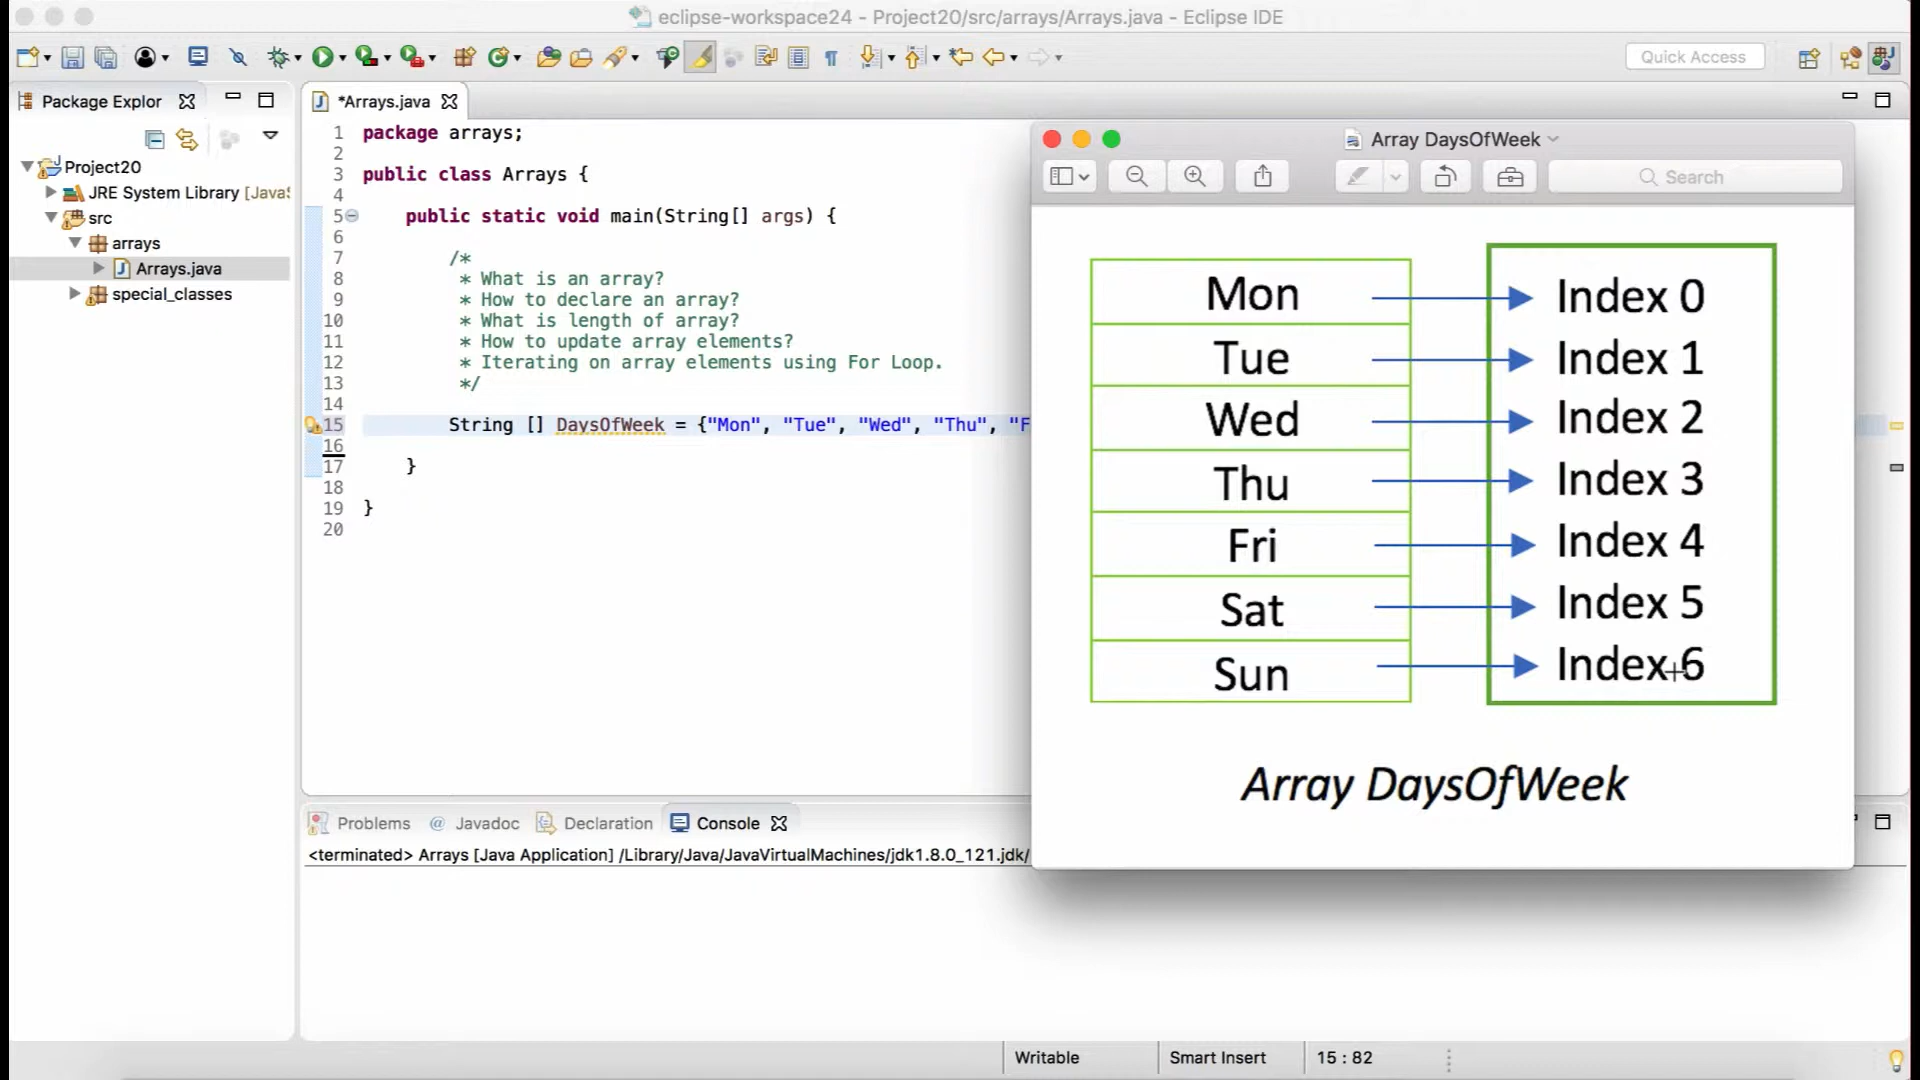 eclipse-workspace24 - Project20/src/arrays/Arrays.java - Eclipse IDE
Quick Access
Package Explor
Project20
JRE System Library [JavaS
src
arrays
Arrays.java
special_classes
*Arrays.java
1 package arrays;
2
3 public class Arrays {
4
5 public static void main(String[] args) {
6
7 /*
8 * What is an array?
9 * How to declare an array?
10 * What is length of array?
11 * How to update array elements?
12 * Iterating on array elements using For Loop.
13 */
14
15 String [] DaysOfWeek = {"Mon", "Tue", "Wed", "Thu", "F
16
17 }
18
19 }
20
Array DaysOfWeek
Search
Mon Index 0
Tue Index 1
Wed Index 2
Thu Index 3
Fri Index 4
Sat Index 5
Sun Index 6
Array DaysOfWeek
Problems @ Javadoc Declaration Console
<terminated> Arrays [Java Application] /Library/Java/JavaVirtualMachines/jdk1.8.0_121.jdk/
Writable Smart Insert 15 : 82